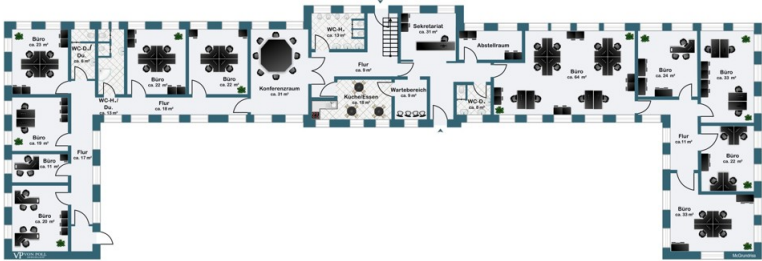 Büro
ca. 23 m²
WC-D.
Du.
ca. 6 m²
Büro
ca. 22 m²
Büro
ca. 22 m²
Konferenzraum
ca. 31 m²
WC-H.
ca. 13 m²
Flur
ca. 9 m²
Sekretariat
ca. 31 m²
Abstellraum
Büro
ca. 64 m²
Büro
ca. 24 m²
Büro
ca. 33 m²
WC-H.
Du.
ca. 13 m²
Flur
ca. 18 m²
Küche/Essen
ca. 18 m²
Wartebereich
ca. 9 m²
WC-D.
ca. 8 m²
Büro
ca. 19 m²
Flur
ca. 17 m²
Büro
ca. 11 m²
Büro
ca. 20 m²
Flur
ca. 11 m²
Büro
ca. 22 m²
Büro
ca. 33 m²
VP VON POLL
McGrundriss